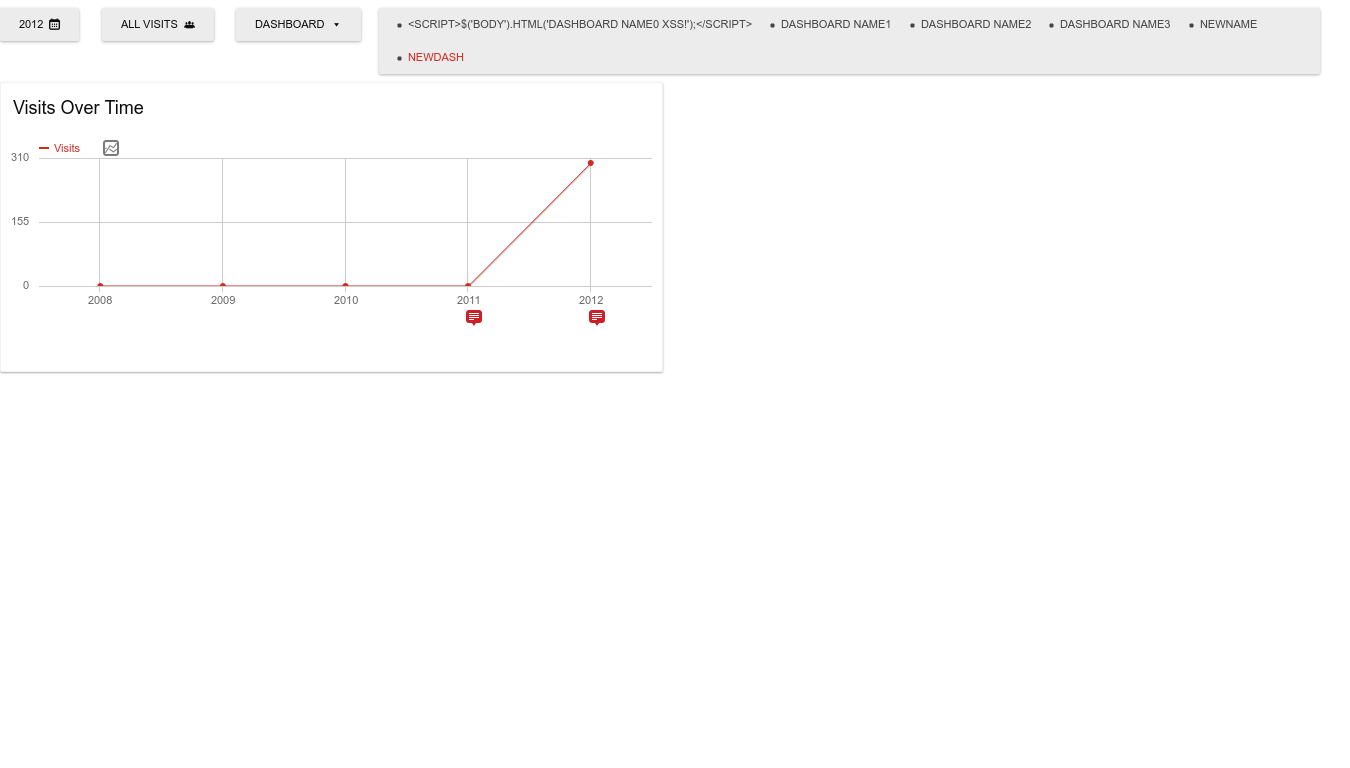 2012 ALL VISITS DASHBOARD <SCRIPT>$('BODY').HTML('DASHBOARD NAME0 XSS!');</SCRIPT> DASHBOARD NAME1 DASHBOARD NAME2 DASHBOARD NAME3 NEWNAME
NEWDASH
Visits Over Time
Visits
310
155
0
2008 2009 2010 2011 2012